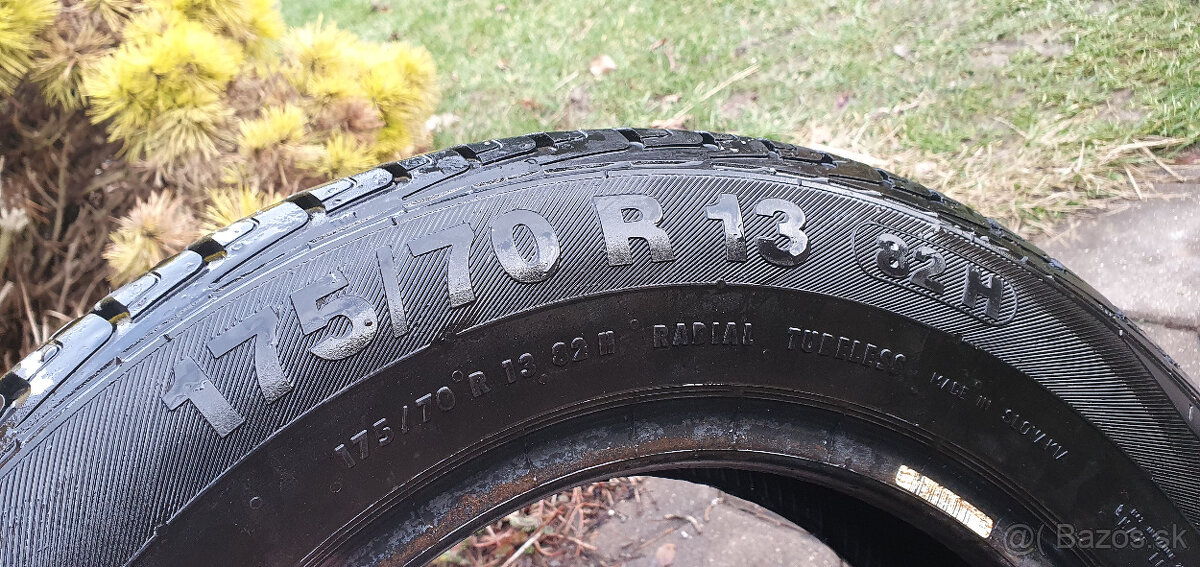 175/70 R 13 82 H
175/70 R 13 82 H RADIAL TUBELESS MADE IN SLOVAKIA
@( Bazos.sk